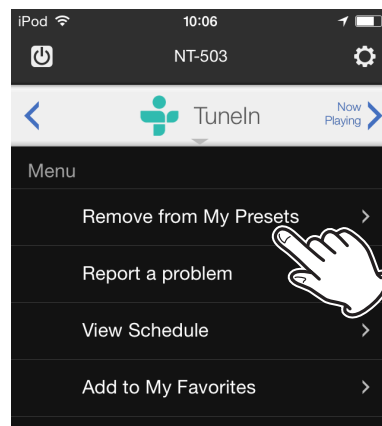 iPod 10:06
NT-503
TuneIn
Now
Playing
Menu
Remove from My Presets
Report a problem
View Schedule
Add to My Favorites